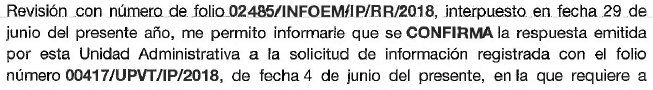 Revisión con número de folio 02485/INFOEM/IP/RR/2018, interpuesto en fecha 29 de
junio del presente año, me permito informarle que se CONFIRMA la respuesta emitida
por esta Unidad Administrativa a la solicitud de información registrada con el folio
número 00417/UPVT/IP/2018, de fecha 4 de junio del presente, en la que requiere a